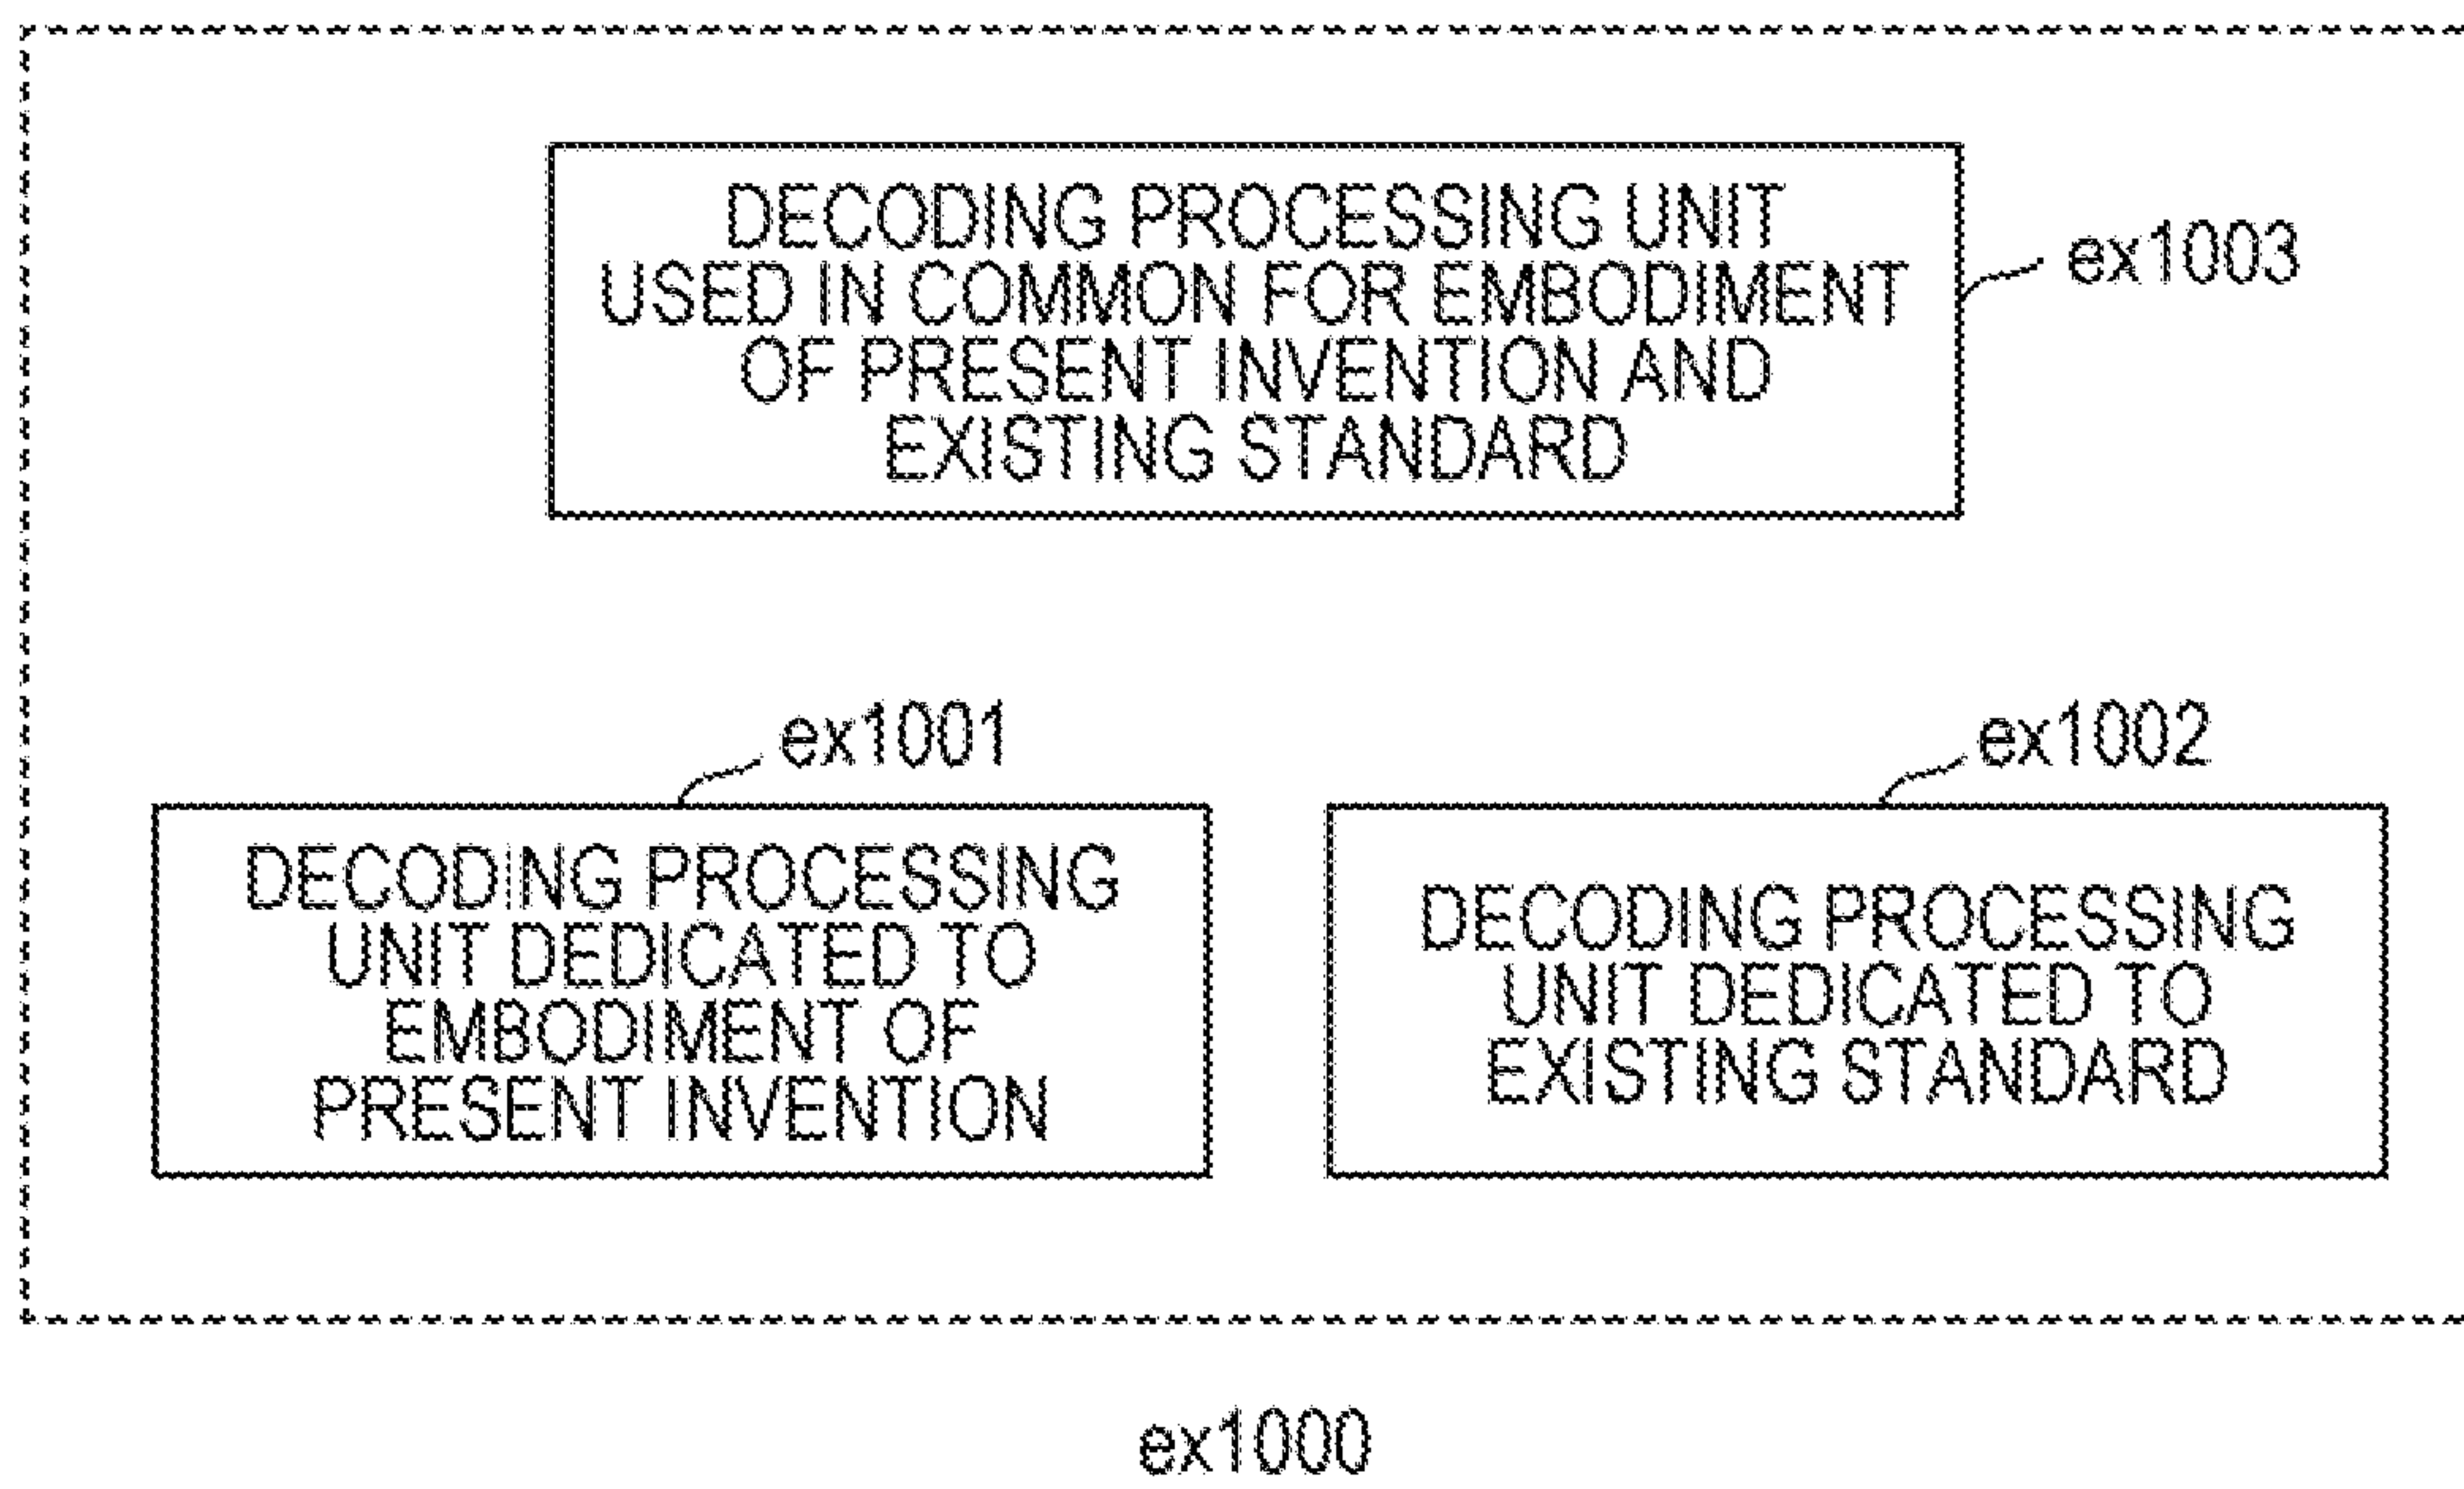 DECODING PROCESSING UNIT
USED IN COMMON FOR EMBODIMENT
OF PRESENT INVENTION AND
EXISTING STANDARD
ex1003
ex1001
DECODING PROCESSING
UNIT DEDICATED TO
EMBODIMENT OF
PRESENT INVENTION
ex1002
DECODING PROCESSING
UNIT DEDICATED TO
EXISTING STANDARD
ex1000